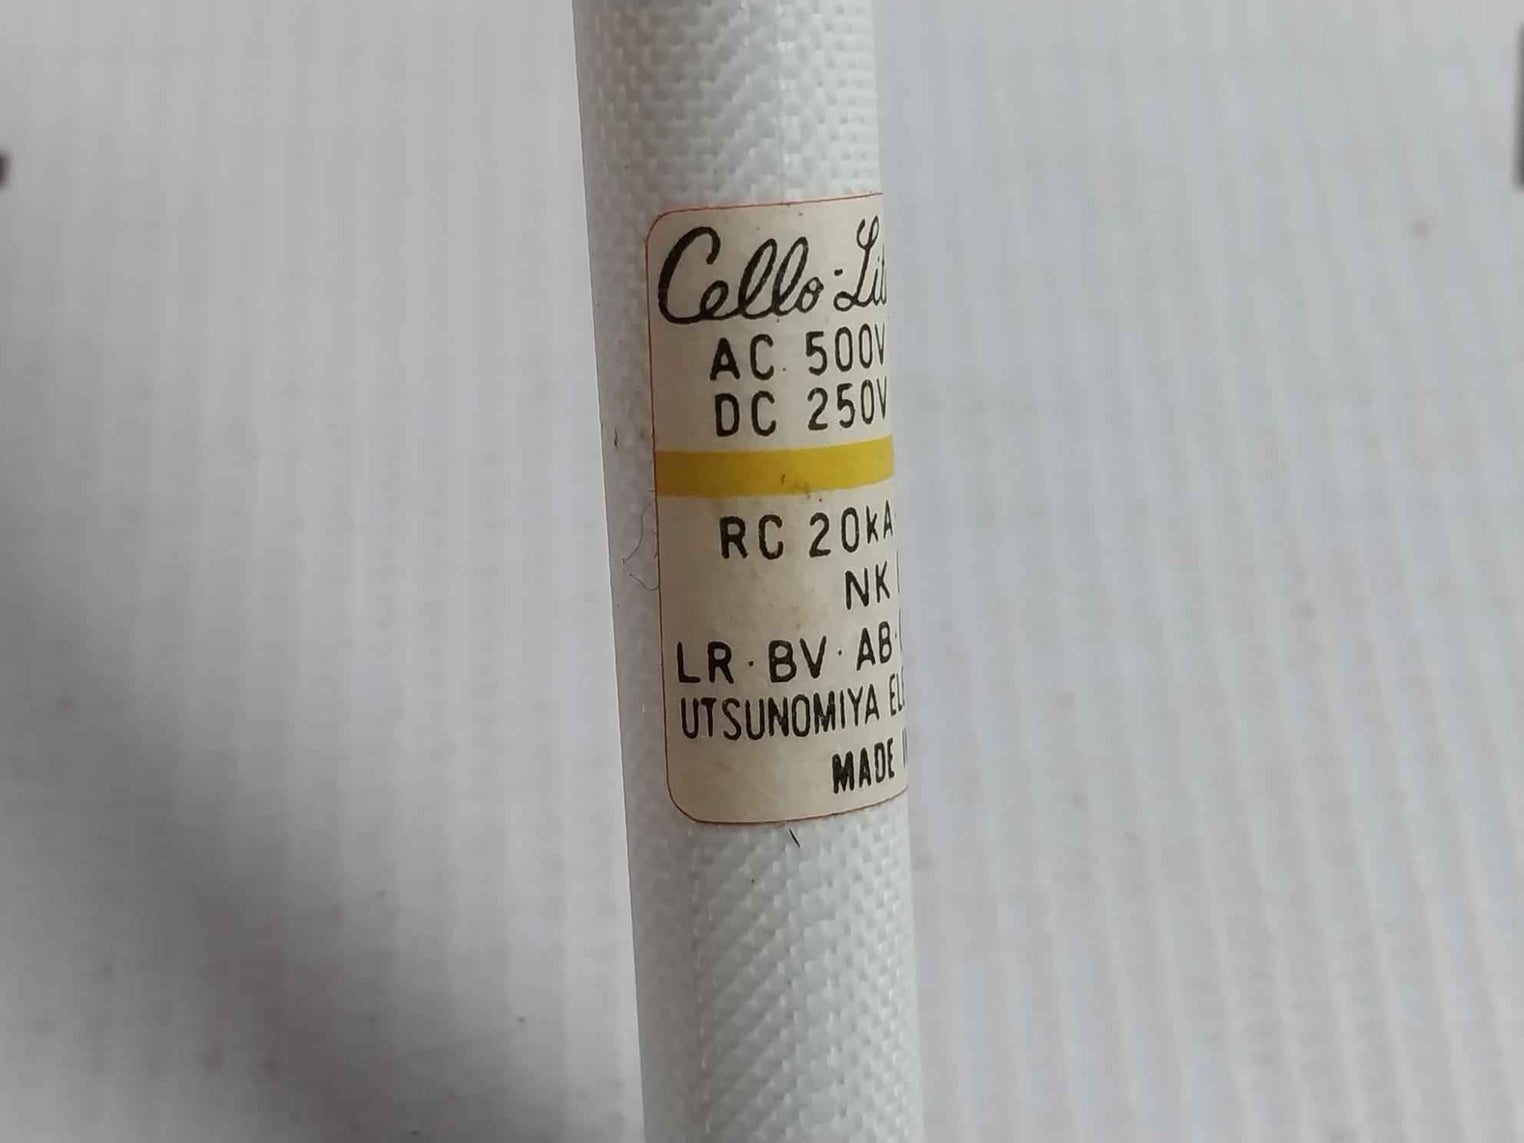 Cello-Lit
AC 500V
DC 250V
RC 20kA
NK
LR·BV·AB·
UTSUNOMIYA EL
MADE